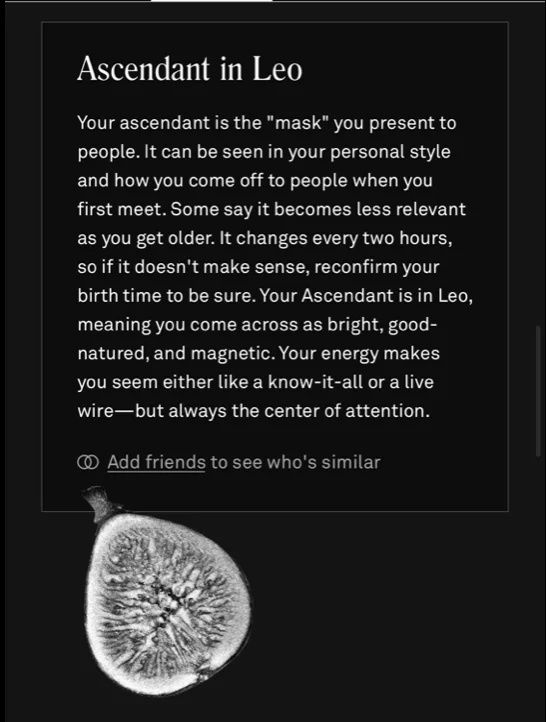 Ascendant in Leo
Your ascendant is the "mask" you present to
people. It can be seen in your personal style
and how you come off to people when you
first meet. Some say it becomes less relevant
as you get older. It changes every two hours,
so if it doesn't make sense, reconfirm your
birth time to be sure. Your Ascendant is in Leo,
meaning you come across as bright, good-
natured, and magnetic. Your energy makes
you seem either like a know-it-all or a live
wire—but always the center of attention.
Add friends to see who's similar